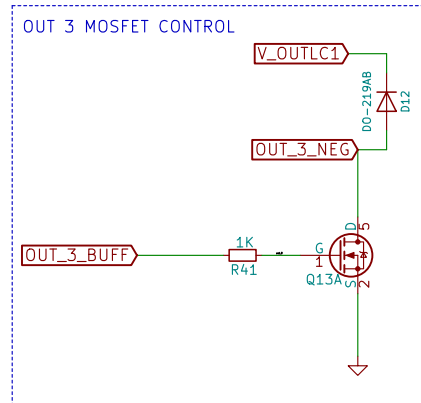 OUT 3 MOSFET CONTROL
V_OUTLC1
DO-219AB
D12
OUT_3_NEG
D
5
1K
G
1
OUT_3_BUFF
R41
Q13A
S
2